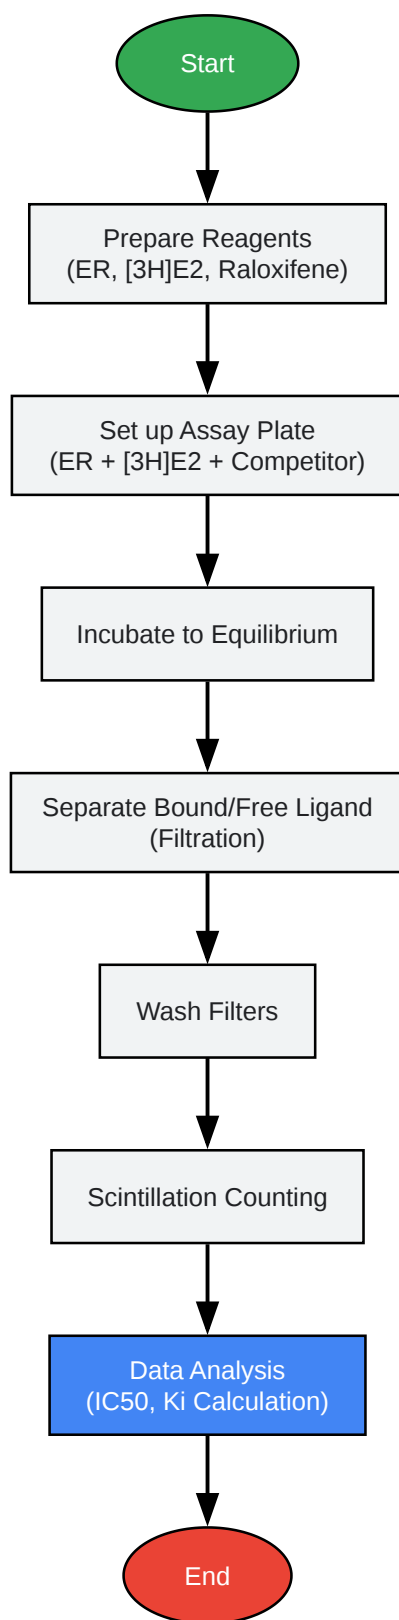 Start
Prepare Reagents
(ER, [3H]E2, Raloxifene)
Set up Assay Plate
(ER + [3H]E2 + Competitor)
Incubate to Equilibrium
Separate Bound/Free Ligand
(Filtration)
Wash Filters
Scintillation Counting
Data Analysis
(IC50, Ki Calculation)
End